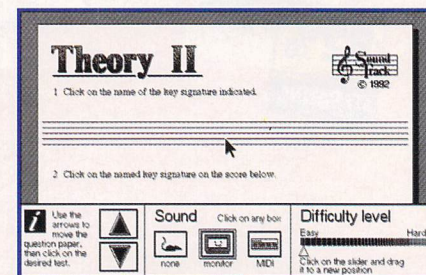 Theory II
Sound
Track
© 1992
1 Click on the name of the key signature indicated.
2 Click on the named key signature on the score below.
i
Use the
arrows to
move the
question paper,
then click on the
desired test.
Sound
Click on any box
none
monitor
MIDI
Difficulty level
Easy
Hard
Click on the slider and drag
it to a new position